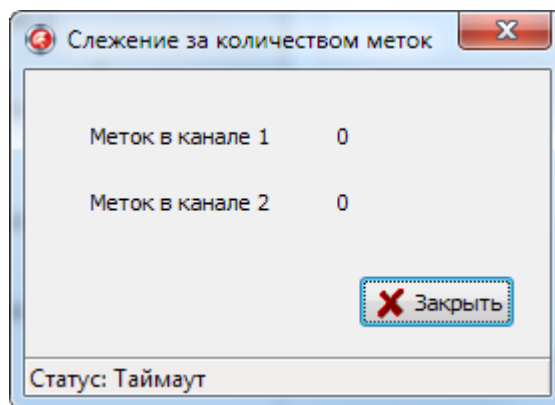 Слежение за количеством меток
Меток в канале 1 0
Меток в канале 2 0
Закрыть
Статус: Таймаут